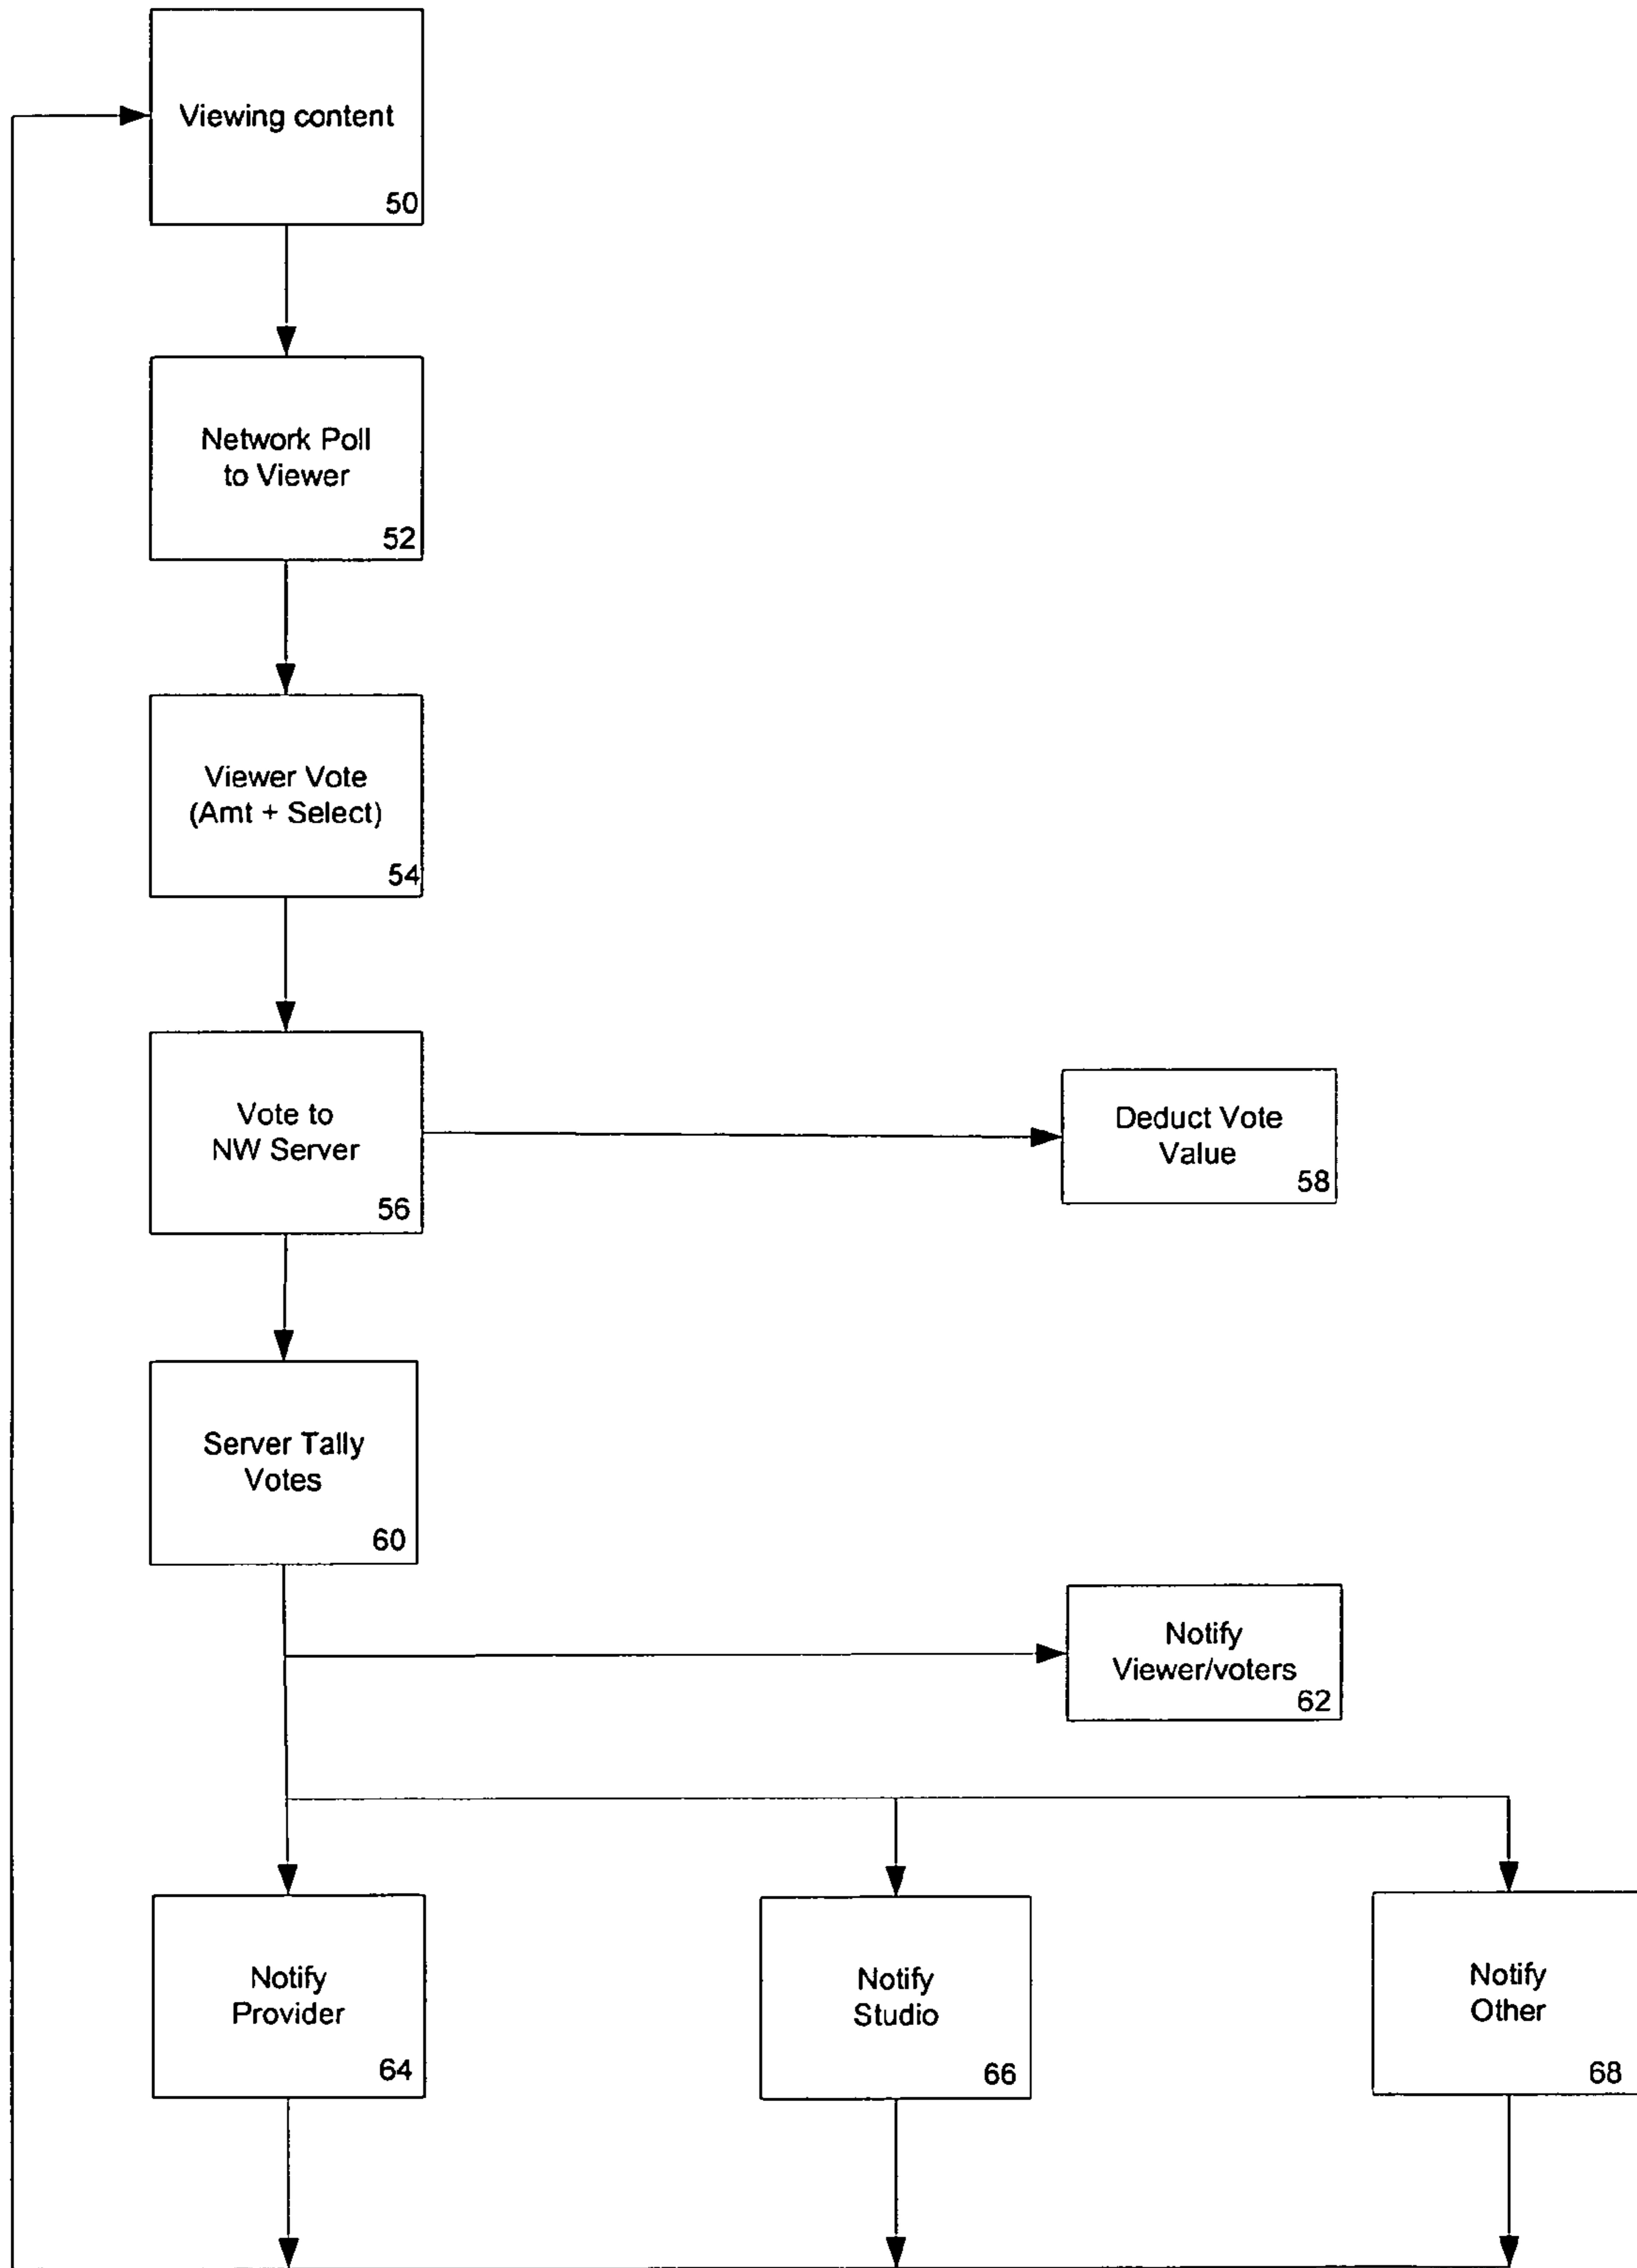 Viewing content
50
Network Poll
to Viewer
52
Viewer Vote
(Amt + Select)
54
Vote to
NW Server
56
Deduct Vote
Value
58
Server Tally
Votes
60
Notify
Viewer/voters
62
Notify
Provider
64
Notify
Studio
66
Notify
Other
68